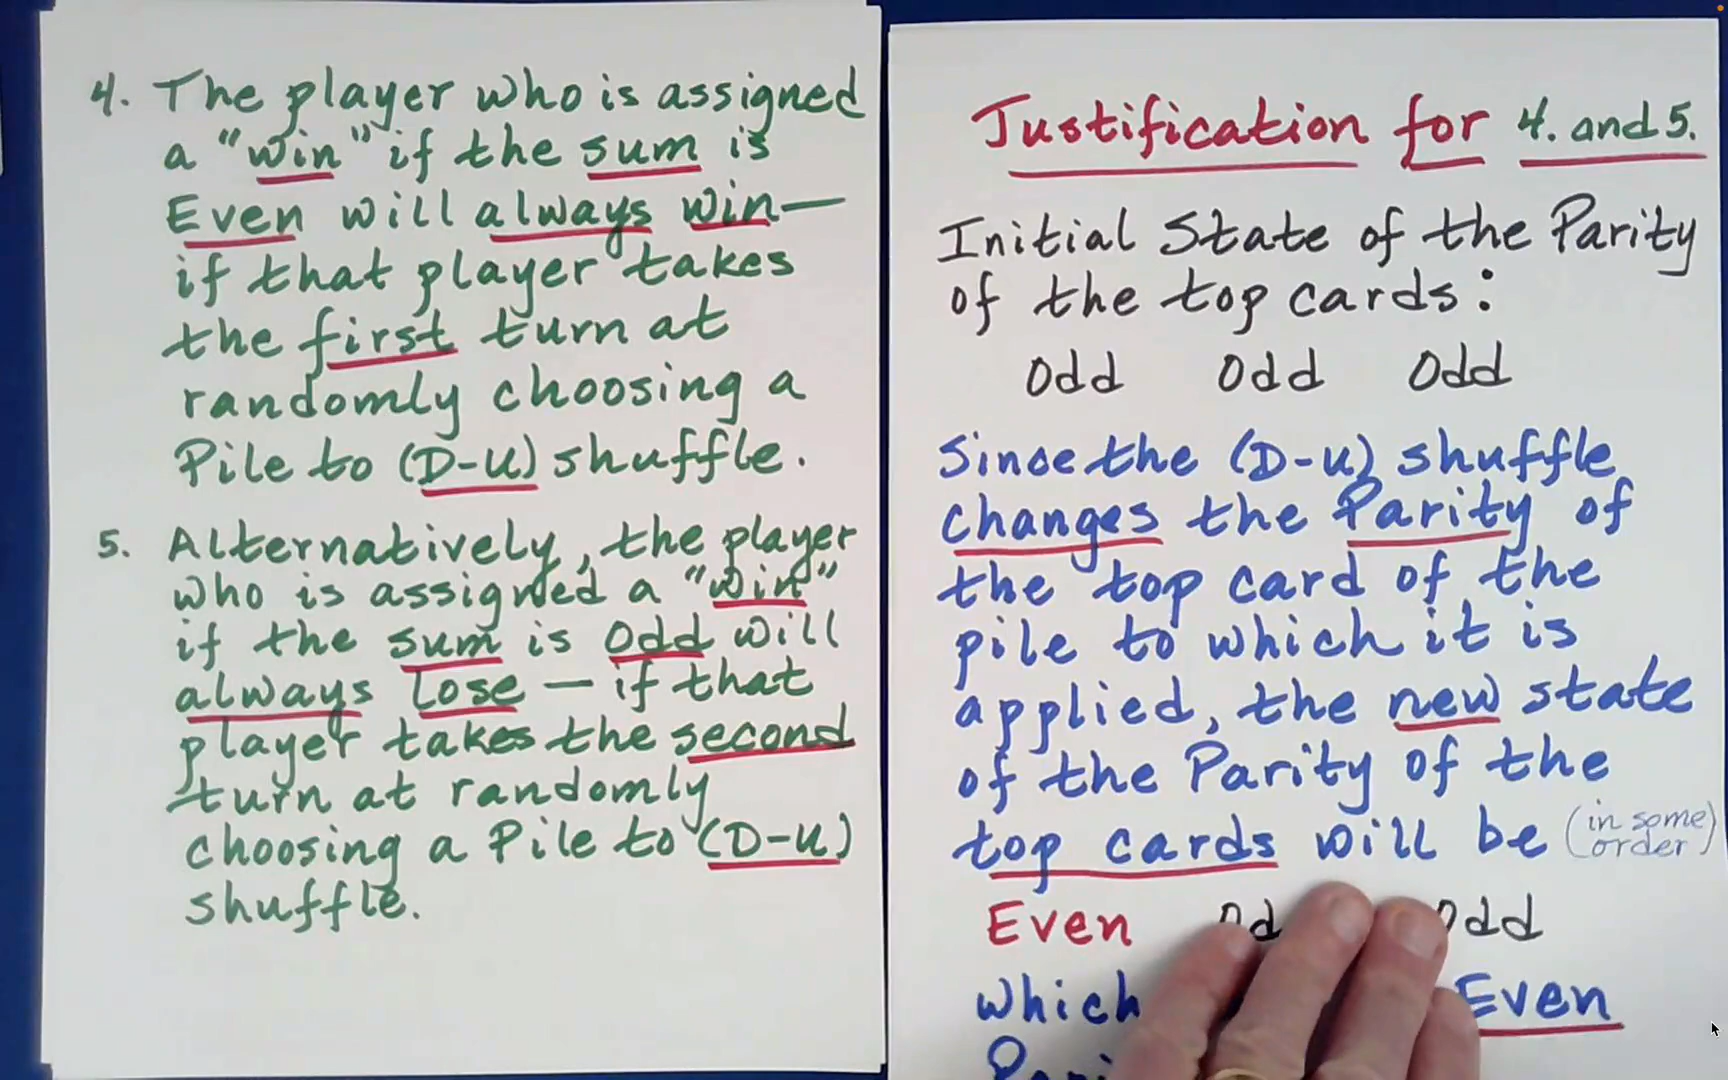 4. The player who is assigned
a "win" if the sum is
Even will always win—
if that player takes
the first turn at
randomly choosing a
Pile to (D-U) shuffle.
5. Alternatively, the player
who is assigned a "win"
if the sum is Odd will
always Lose — if that
player takes the second
turn at randomly
choosing a Pile to (D-U)
shuffle.
Justification for 4. and 5.
Initial State of the Parity
of the top cards:
Odd Odd Odd
Since the (D-U) shuffle
changes the Parity of
the top card of the
pile to which it is
applied, the new state
of the Parity of the
top cards will be (in some
order)
Even Odd
Which Even